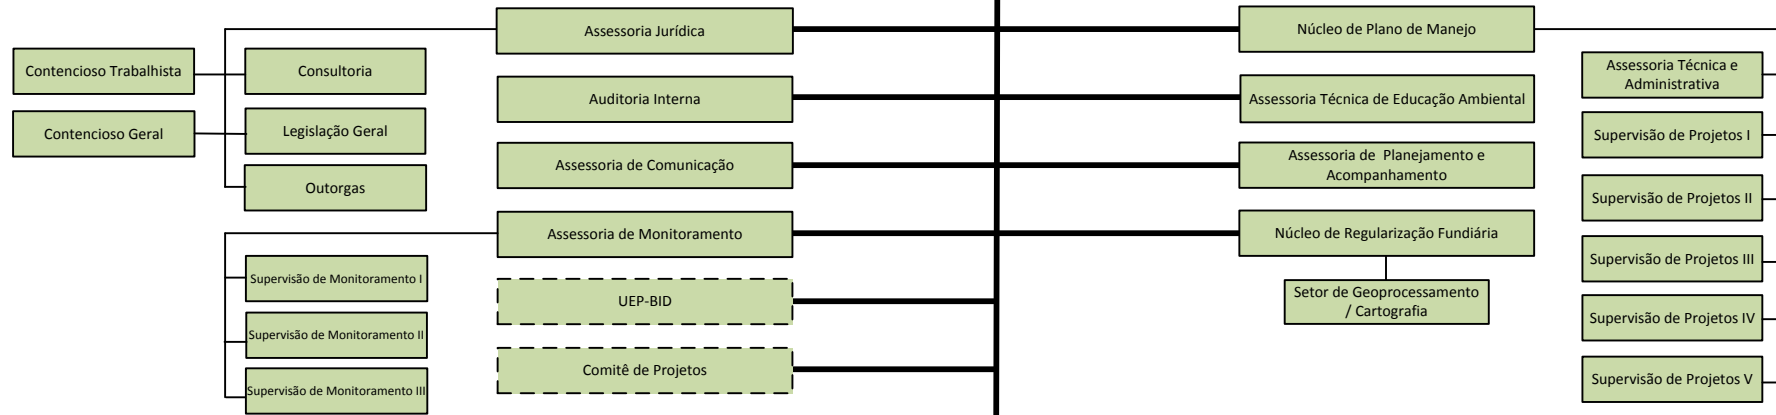 Assessoria Jurídica
Núcleo de Plano de Manejo
Contencioso Trabalhista
Consultoria
Contencioso Geral
Legislação Geral
Outorgas
Auditoria Interna
Assessoria Técnica de Educação Ambiental
Assessoria de Comunicação
Assessoria de Planejamento e
Acompanhamento
Assessoria de Monitoramento
Núcleo de Regularização Fundiária
Supervisão de Monitoramento I
Supervisão de Monitoramento II
Supervisão de Monitoramento III
UEP-BID
Comitê de Projetos
Setor de Geoprocessamento
/ Cartografia
Assessoria Técnica e
Administrativa
Supervisão de Projetos I
Supervisão de Projetos II
Supervisão de Projetos III
Supervisão de Projetos IV
Supervisão de Projetos V